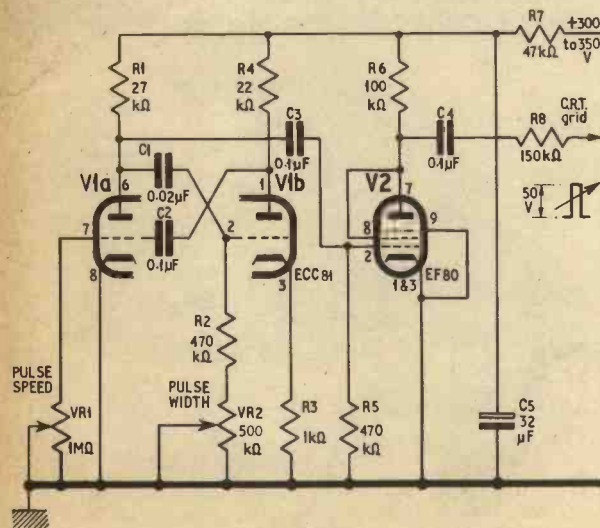 R7
47kΩ
+300
to 350
V
R1
27
kΩ
R4
22
kΩ
R6
100
kΩ
C3
0·1µF
C4
0·1µF
R8
150kΩ
C.R.T.
grid
50
V
C1
0·02µF
C2
0·1µF
V1a
6
7
8
V1b
1
2
3
ECC81
V2
7
8
9
2
1&3
EF80
R2
470
kΩ
PULSE
SPEED
VR1
1MΩ
PULSE
WIDTH
VR2
500
kΩ
R3
1kΩ
R5
470
kΩ
C5
32
µF